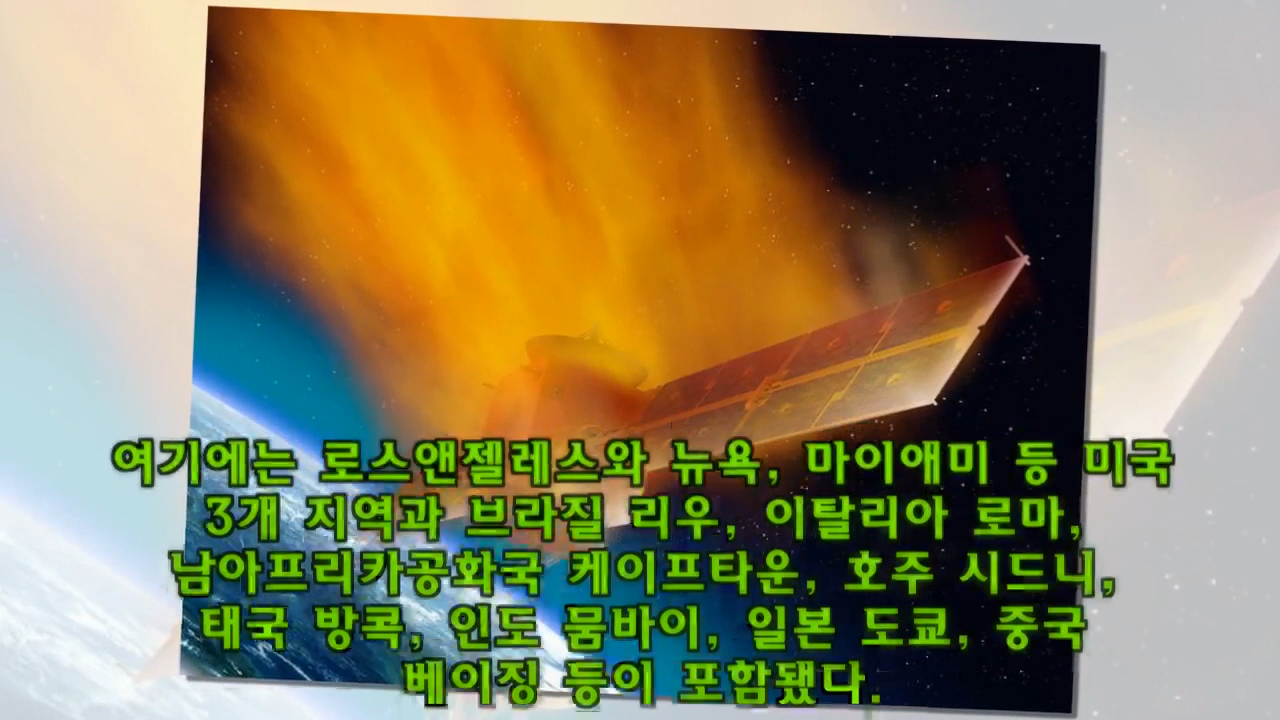 여기에는 로스앤젤레스와 뉴욕, 마이애미 등 미국
3개 지역과 브라질 리우, 이탈리아 로마,
남아프리카공화국 케이프타운, 호주 시드니,
태국 방콕, 인도 뭄바이, 일본 도쿄, 중국
베이징 등이 포함됐다.